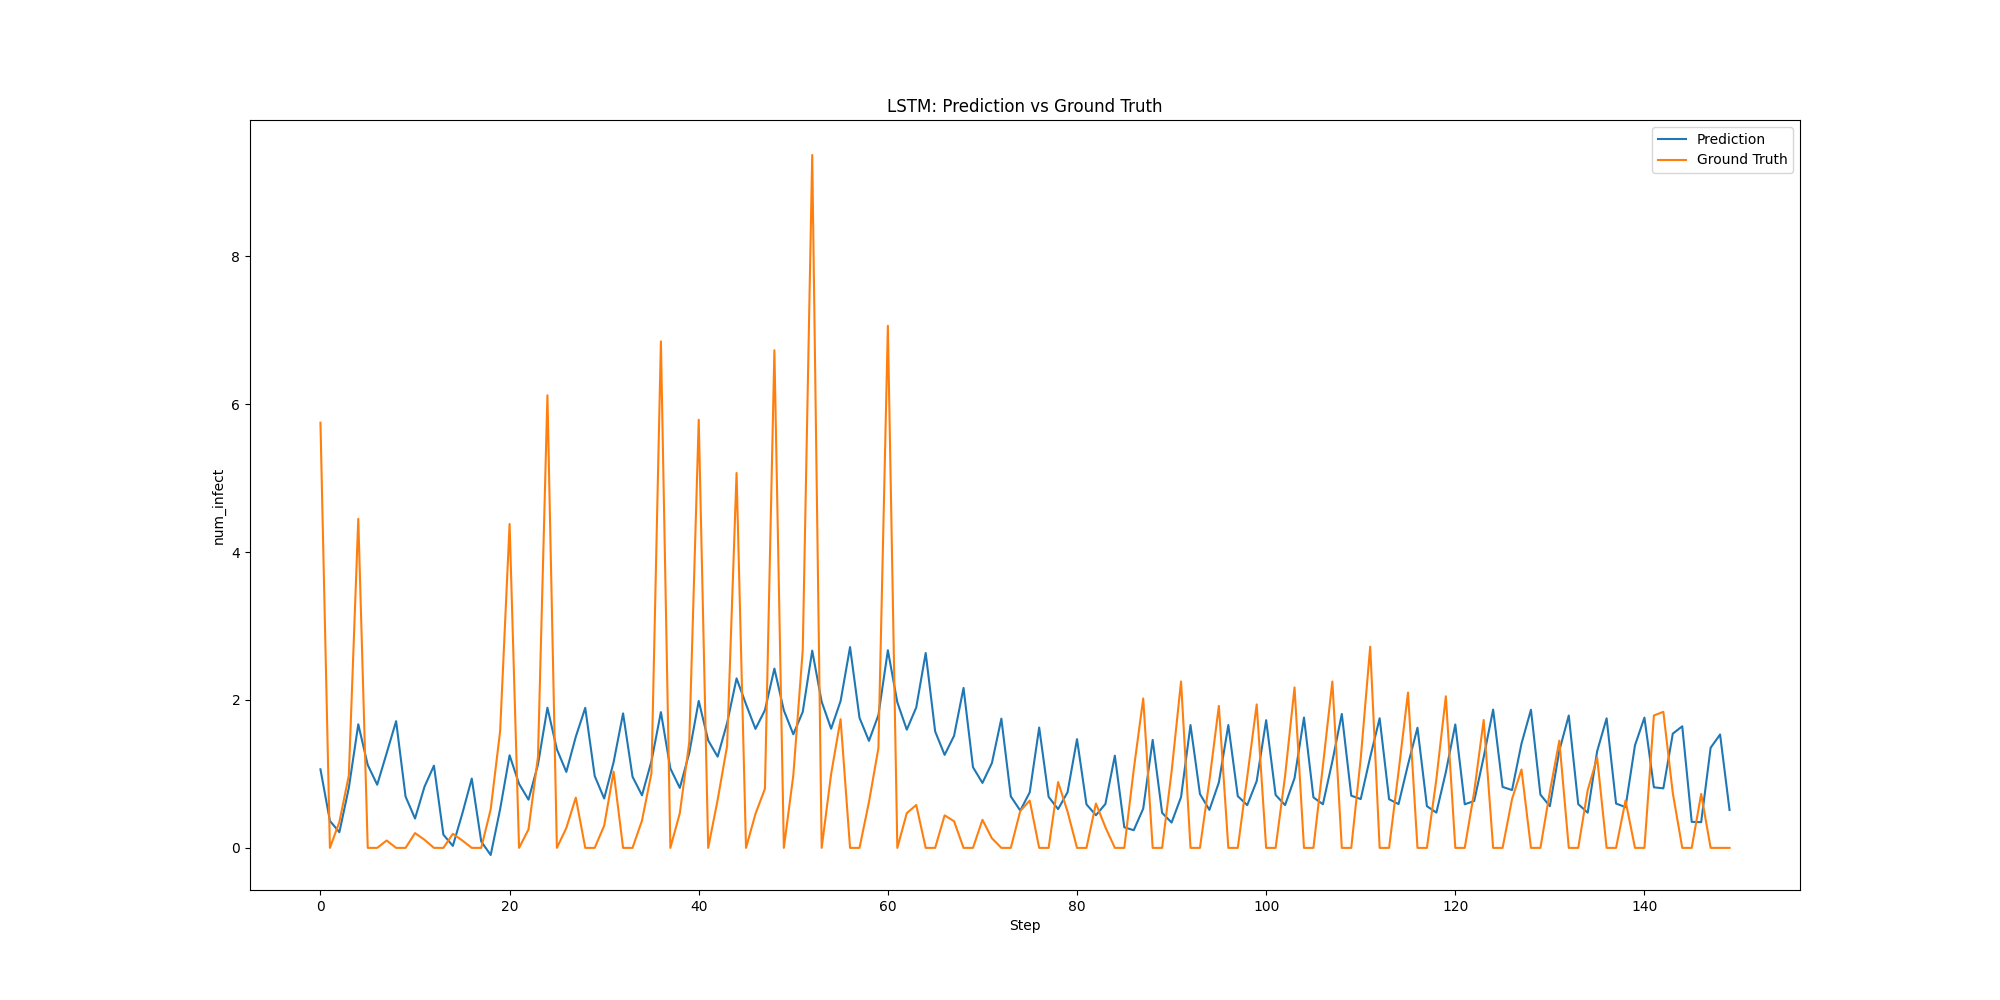 LSTM: Prediction vs Ground Truth
Prediction
Ground Truth
num_infect
8
6
4
2
0
0 20 40 60 80 100 120 140
Step